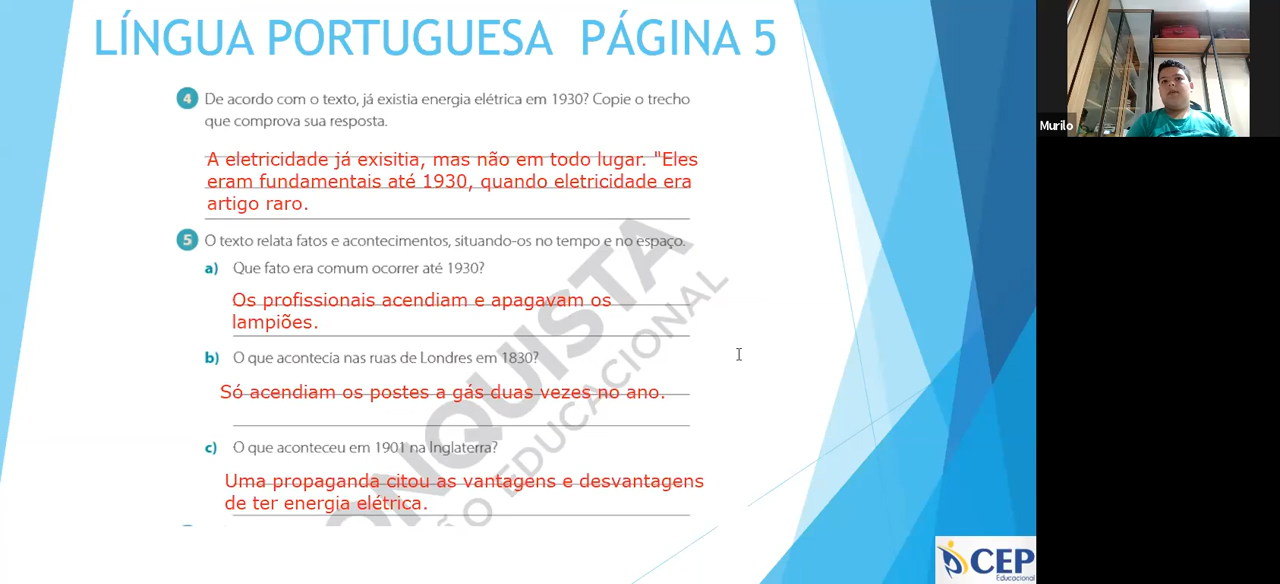 LÍNGUA PORTUGUESA PÁGINA 5
4 De acordo com o texto, já existia energia elétrica em 1930? Copie o trecho
que comprova sua resposta.
A eletricidade já exisitia, mas não em todo lugar. "Eles
eram fundamentais até 1930, quando eletricidade era
artigo raro.
5 O texto relata fatos e acontecimentos, situando-os no tempo e no espaço.
a) Que fato era comum ocorrer até 1930?
Os profissionais acendiam e apagavam os
lampiões.
b) O que acontecia nas ruas de Londres em 1830?
Só acendiam os postes a gás duas vezes no ano.
c) O que aconteceu em 1901 na Inglaterra?
Uma propaganda citou as vantagens e desvantagens
de ter energia elétrica.
ONQUISTA
ÃO EDUCACIONAL
Murilo
CEP
Educacional